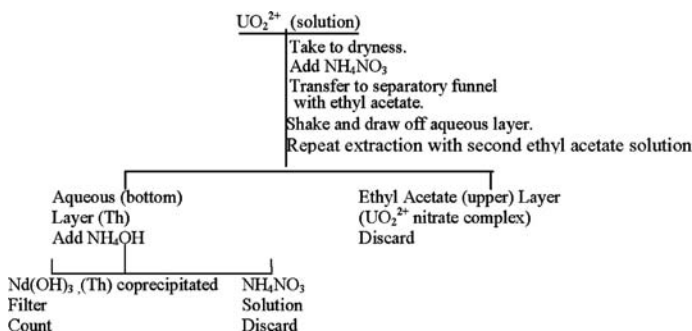 UO₂²⁺ (solution)
Take to dryness.
Add NH₄NO₃
Transfer to separatory funnel
with ethyl acetate.
Shake and draw off aqueous layer.
Repeat extraction with second ethyl acetate solution
Aqueous (bottom)
Layer (Th)
Add NH₄OH
Ethyl Acetate (upper) Layer
(UO₂²⁺ nitrate complex)
Discard
Nd(OH)₃ ,(Th) coprecipitated
Filter
Count
NH₄NO₃
Solution
Discard